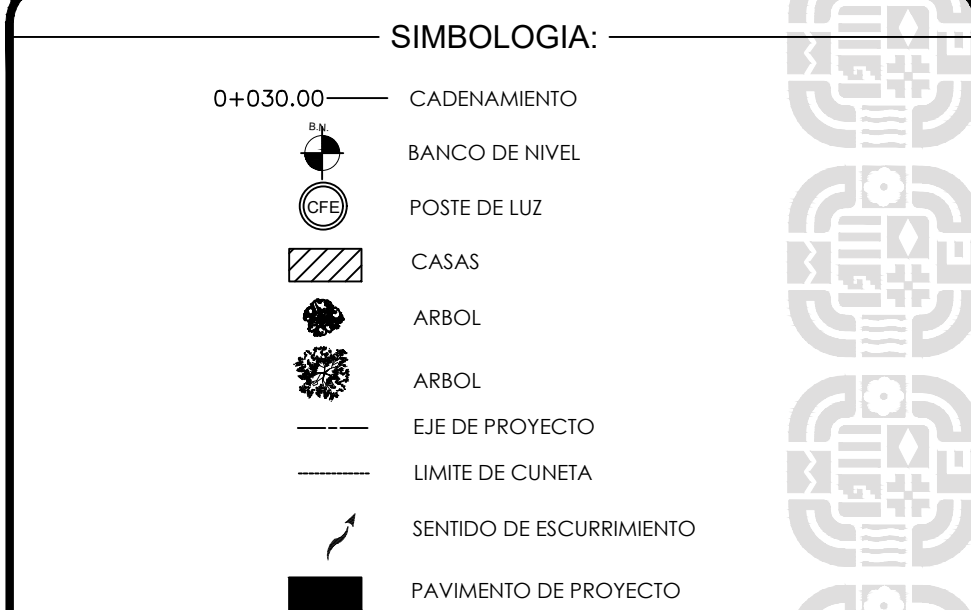 SIMBOLOGIA:
0+030.00 CADENAMIENTO
B.N.
BANCO DE NIVEL
CFE POSTE DE LUZ
CASAS
ARBOL
ARBOL
EJE DE PROYECTO
LIMITE DE CUNETA
SENTIDO DE ESCURRIMIENTO
PAVIMENTO DE PROYECTO